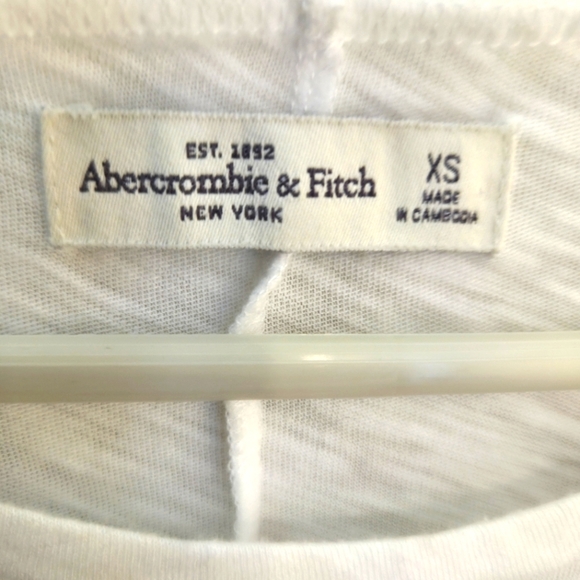 EST. 1892
Abercrombie & Fitch
NEW YORK
XS
MADE
IN CAMBODIA